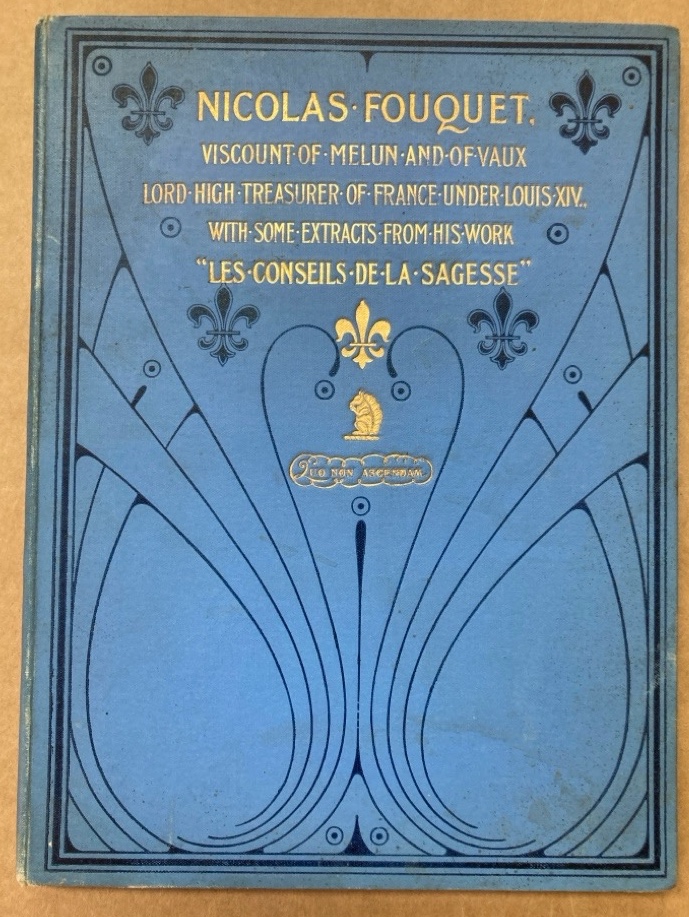 NICOLAS·FOUQUET,
VISCOUNT·OF·MELUN·AND·OF·VAUX
LORD·HIGH·TREASURER·OF·FRANCE·UNDER·LOUIS·XIV.,
WITH·SOME·EXTRACTS·FROM·HIS·WORK
"LES·CONSEILS·DE·LA·SAGESSE"
QUO NON ASCENDAM